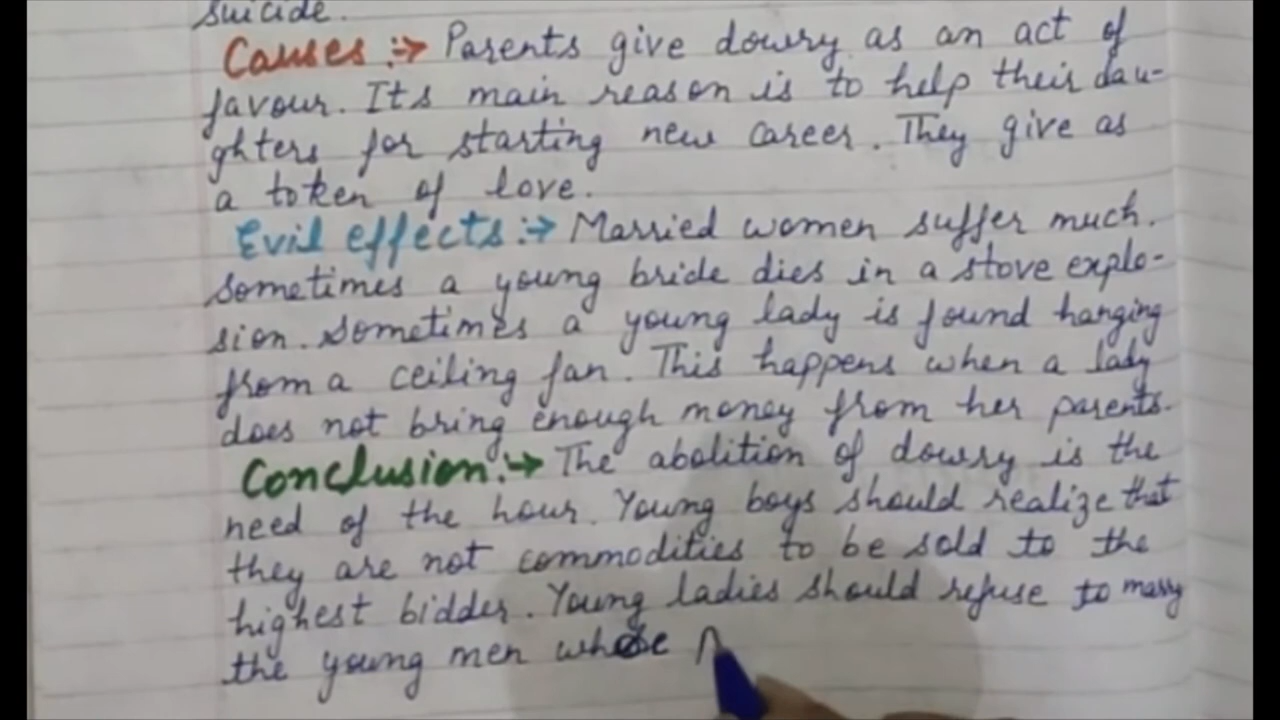 suicide.
Causes :→ Parents give dowry as an act of
favour. Its main reason is to help their dau-
ghters for starting new career. They give as
a token of love.
Evil effects :→ Married women suffer much.
Sometimes a young bride dies in a stove explo-
sion. Sometimes a young lady is found hanging
from a ceiling fan. This happens when a lady
does not bring enough money from her parents.
Conclusion :→ The abolition of dowry is the
need of the hour. Young boys should realize that
they are not commodities to be sold to the
highest bidder. Young ladies should refuse to marry
the young men whose